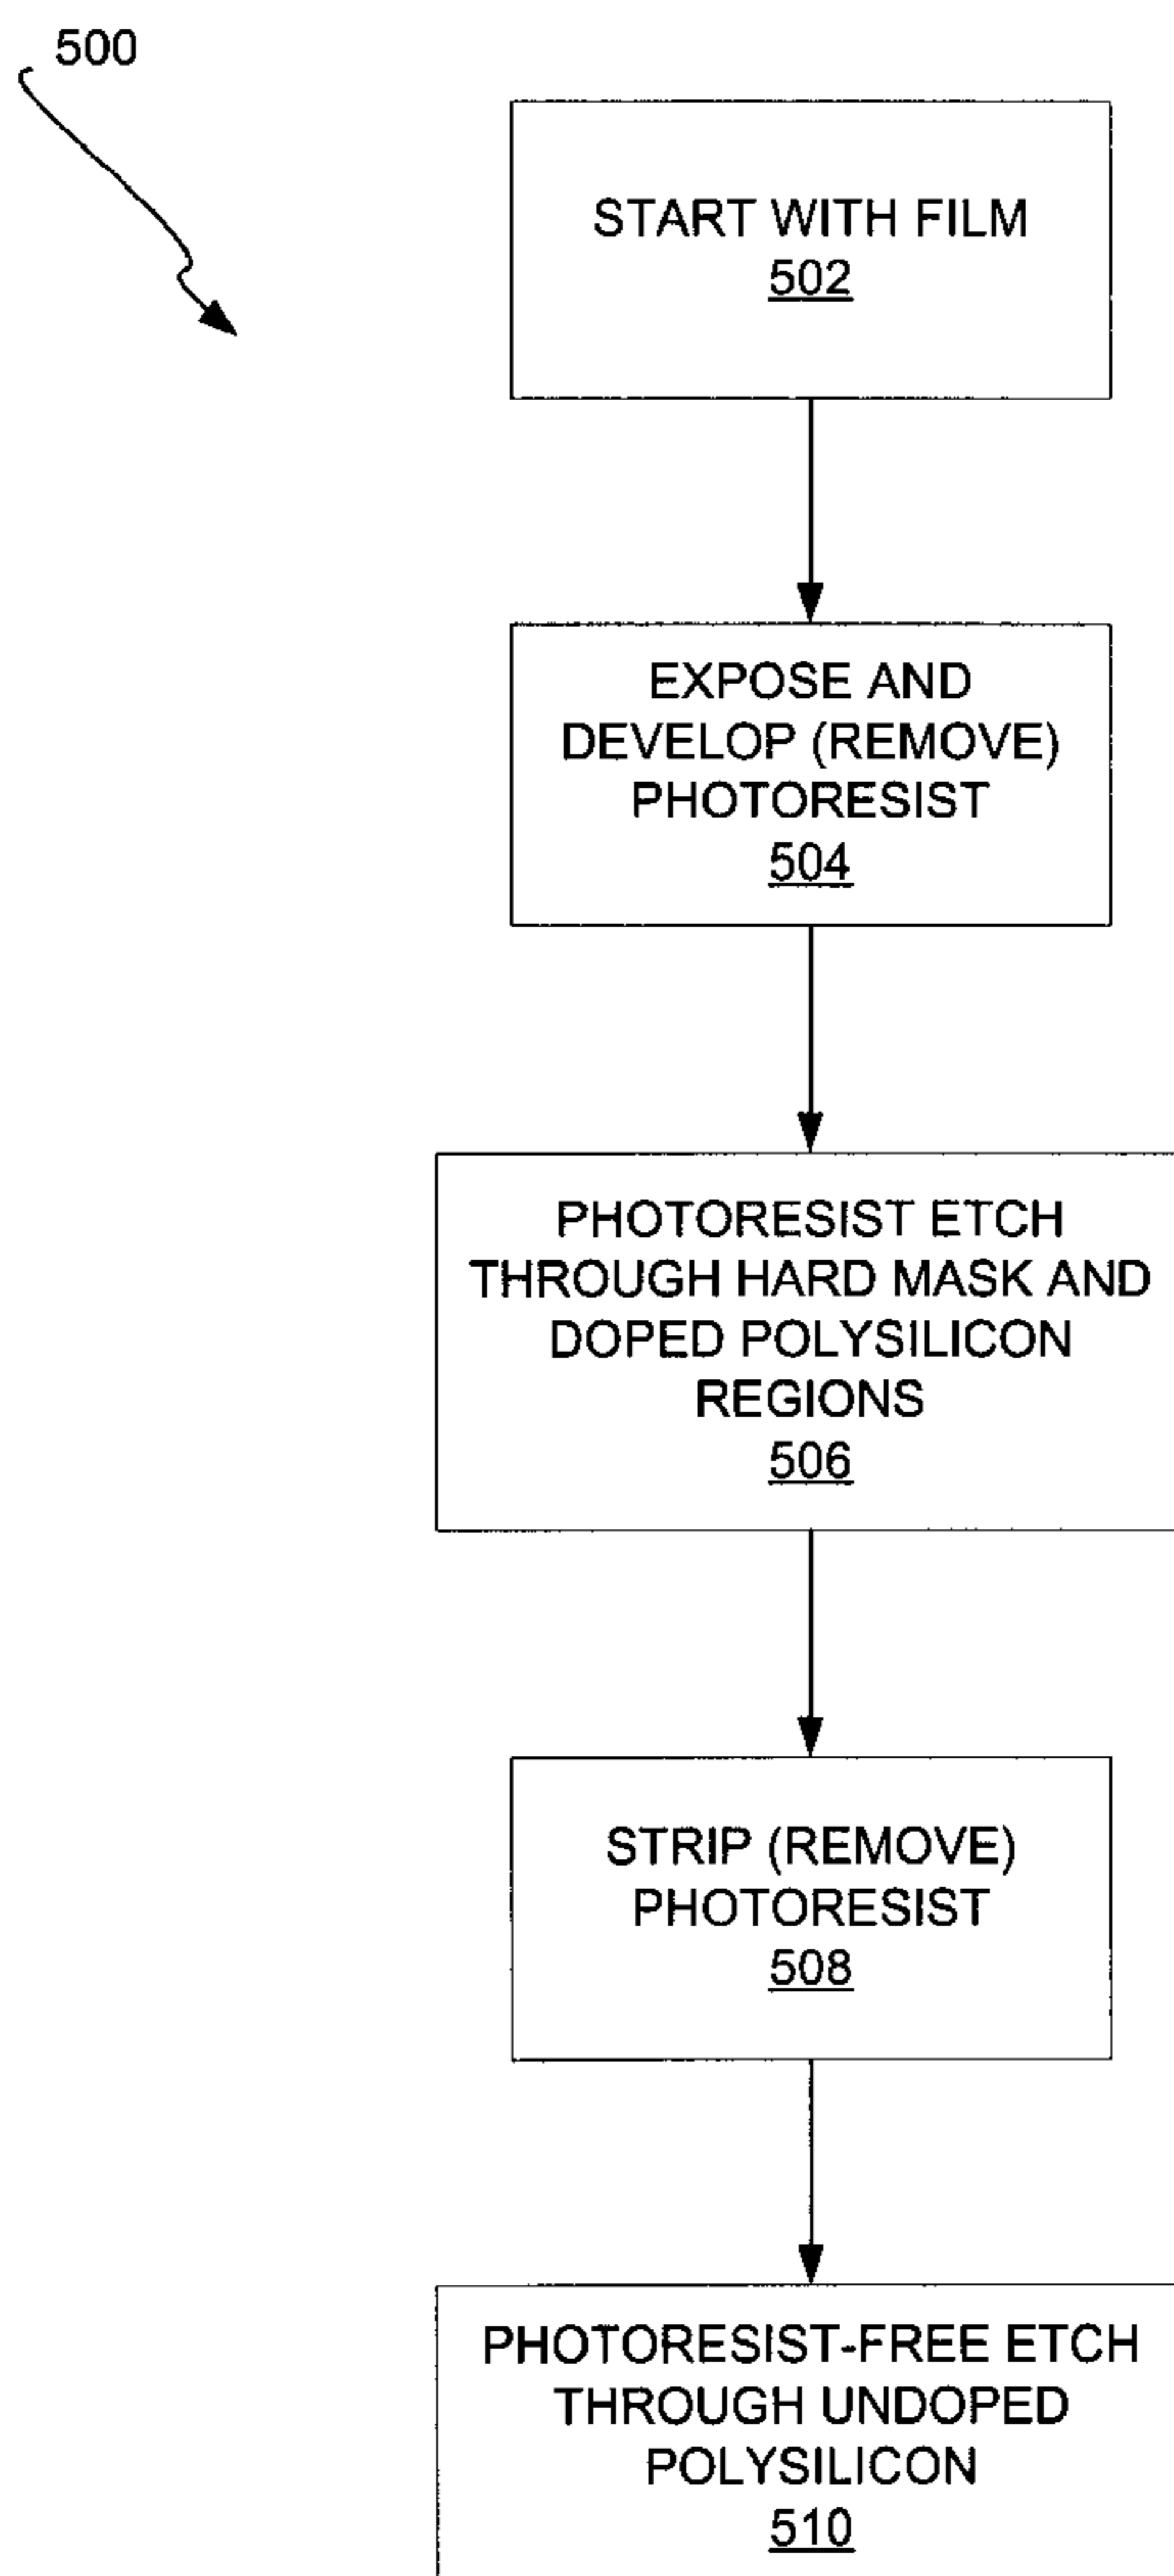 500
START WITH FILM
502
EXPOSE AND
DEVELOP (REMOVE)
PHOTORESIST
504
PHOTORESIST ETCH
THROUGH HARD MASK AND
DOPED POLYSILICON
REGIONS
506
STRIP (REMOVE)
PHOTORESIST
508
PHOTORESIST-FREE ETCH
THROUGH UNDOPED
POLYSILICON
510